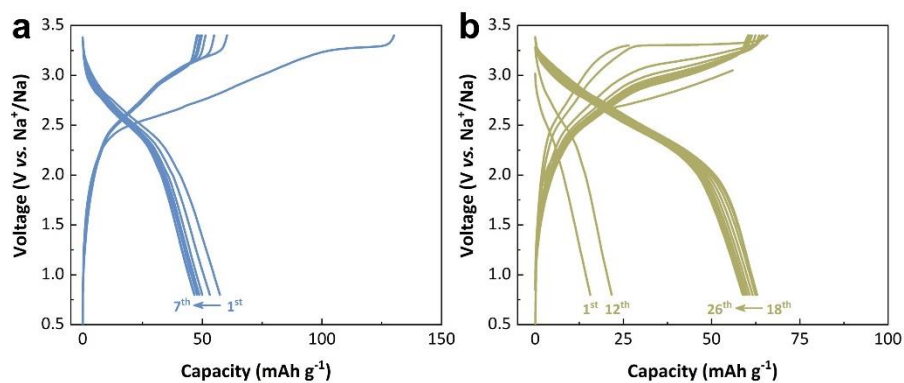 a
3.5
3.0
2.5
2.0
1.5
1.0
0.5
Voltage (V vs. Na⁺/Na)
7th 1st
0 50 100 150
Capacity (mAh g⁻¹)
b
3.5
3.0
2.5
2.0
1.5
1.0
0.5
Voltage (V vs. Na⁺/Na)
1st 12th 26th 18th
0 25 50 75 100
Capacity (mAh g⁻¹)